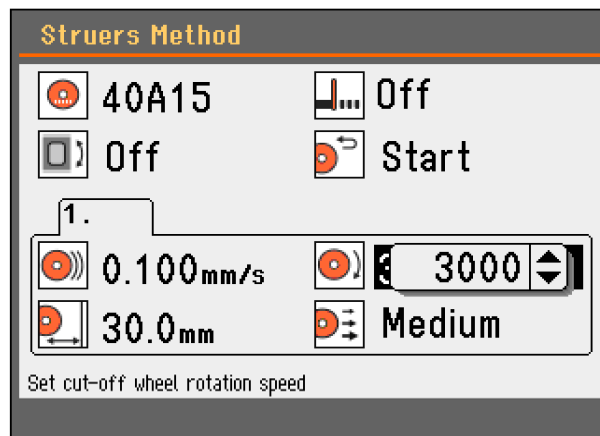 Struers Method
40A15 Off
Off Start
1.
0.100mm/s 3000
30.0mm Medium
Set cut-off wheel rotation speed